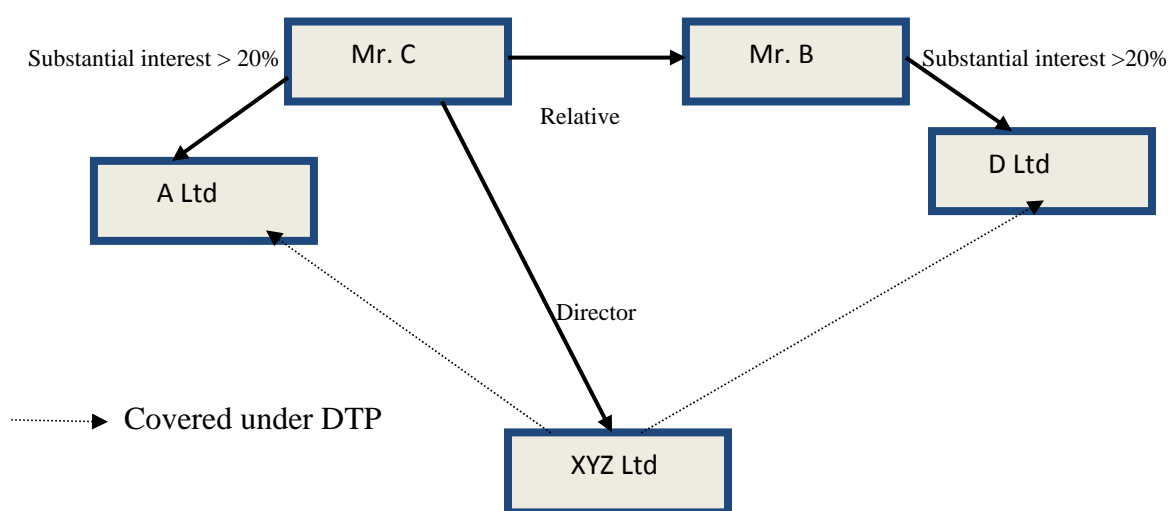 Mr. C
Mr. B
Substantial interest > 20%
Substantial interest >20%
Relative
A Ltd
D Ltd
Director
Covered under DTP
XYZ Ltd